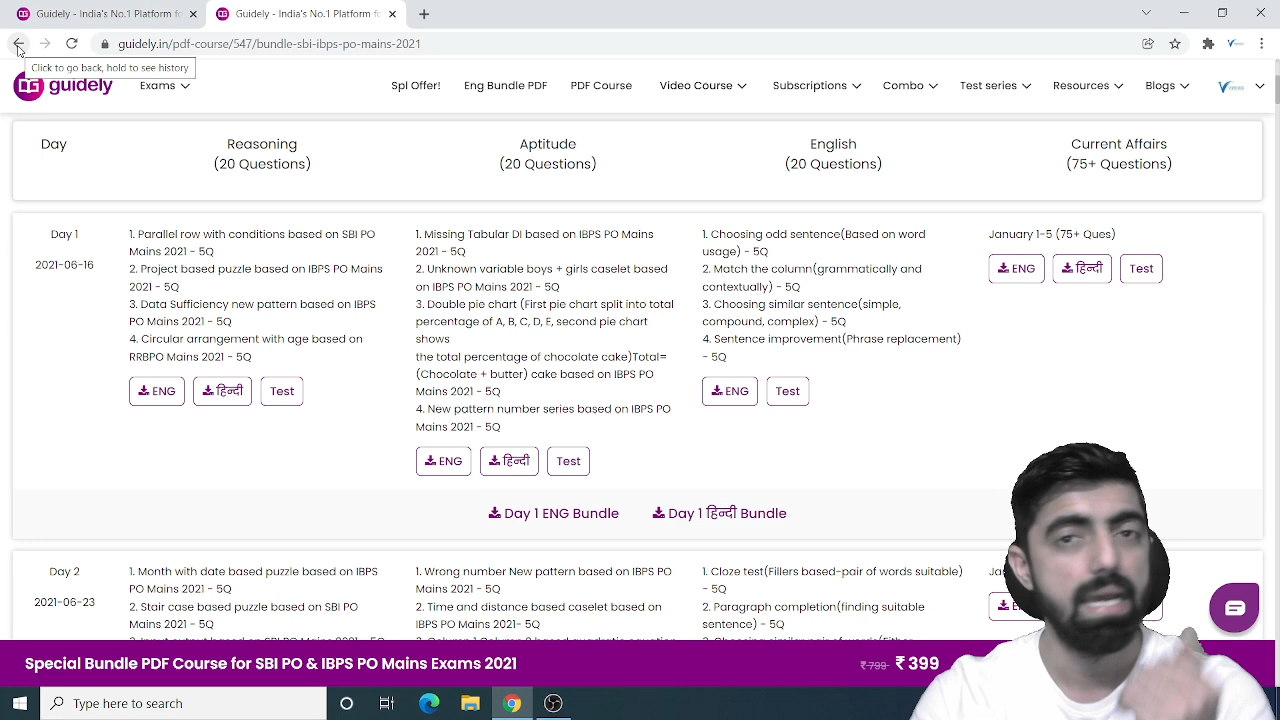 Guidely - India's No.1 Platform fo
Guidely - India's No.1 Platform fo
guidely.in/pdf-course/547/bundle-sbi-ibps-po-mains-2021
Click to go back, hold to see history
guidely
Exams
Spl Offer!
Eng Bundle PDF
PDF Course
Video Course
Subscriptions
Combo
Test series
Resources
Blogs
Day
Reasoning
(20 Questions)
Aptitude
(20 Questions)
English
(20 Questions)
Current Affairs
(75+ Questions)
Day 1
2021-06-16
1. Parallel row with conditions based on SBI PO
Mains 2021 - 5Q
2. Project based puzzle based on IBPS PO Mains
2021 - 5Q
3. Data Sufficiency new pattern based on IBPS
PO Mains 2021 - 5Q
4. Circular arrangement with age based on
RRBPO Mains 2021 - 5Q
ENG
हिन्दी
Test
1. Missing Tabular DI based on IBPS PO Mains
2021 - 5Q
2. Unknown variable boys + girls caselet based
on IBPS PO Mains 2021 - 5Q
3. Double pie chart (First pie chart split into total
percentage of A, B, C, D, E, second pie chart
shows
the total percentage of chocolate cake)Total=
(Chocolate + butter) cake based on IBPS PO
Mains 2021 - 5Q
4. New pattern number series based on IBPS PO
Mains 2021 - 5Q
ENG
हिन्दी
Test
1. Choosing odd sentence(Based on word
usage) - 5Q
2. Match the column(grammatically and
contextually) - 5Q
3. Choosing similar sentence(simple,
compound, complex) - 5Q
4. Sentence improvement(Phrase replacement)
- 5Q
ENG
Test
January 1-5 (75+ Ques)
ENG
हिन्दी
Test
Day 1 ENG Bundle
Day 1 हिन्दी Bundle
Day 2
2021-06-23
1. Month with date based puzzle based on IBPS
PO Mains 2021 - 5Q
2. Stair case based puzzle based on SBI PO
Mains 2021 - 5Q
1. Wrong number New pattern based on IBPS PO
Mains 2021 - 5Q
2. Time and distance based caselet based on
IBPS PO Mains 2021- 5Q
1. Cloze test(Fillers based-pair of words suitable)
- 5Q
2. Paragraph completion(finding suitable
sentence) - 5Q
Special Bundle PDF Course for SBI PO & IBPS PO Mains Exams 2021
₹ 799
₹ 399
Type here to search